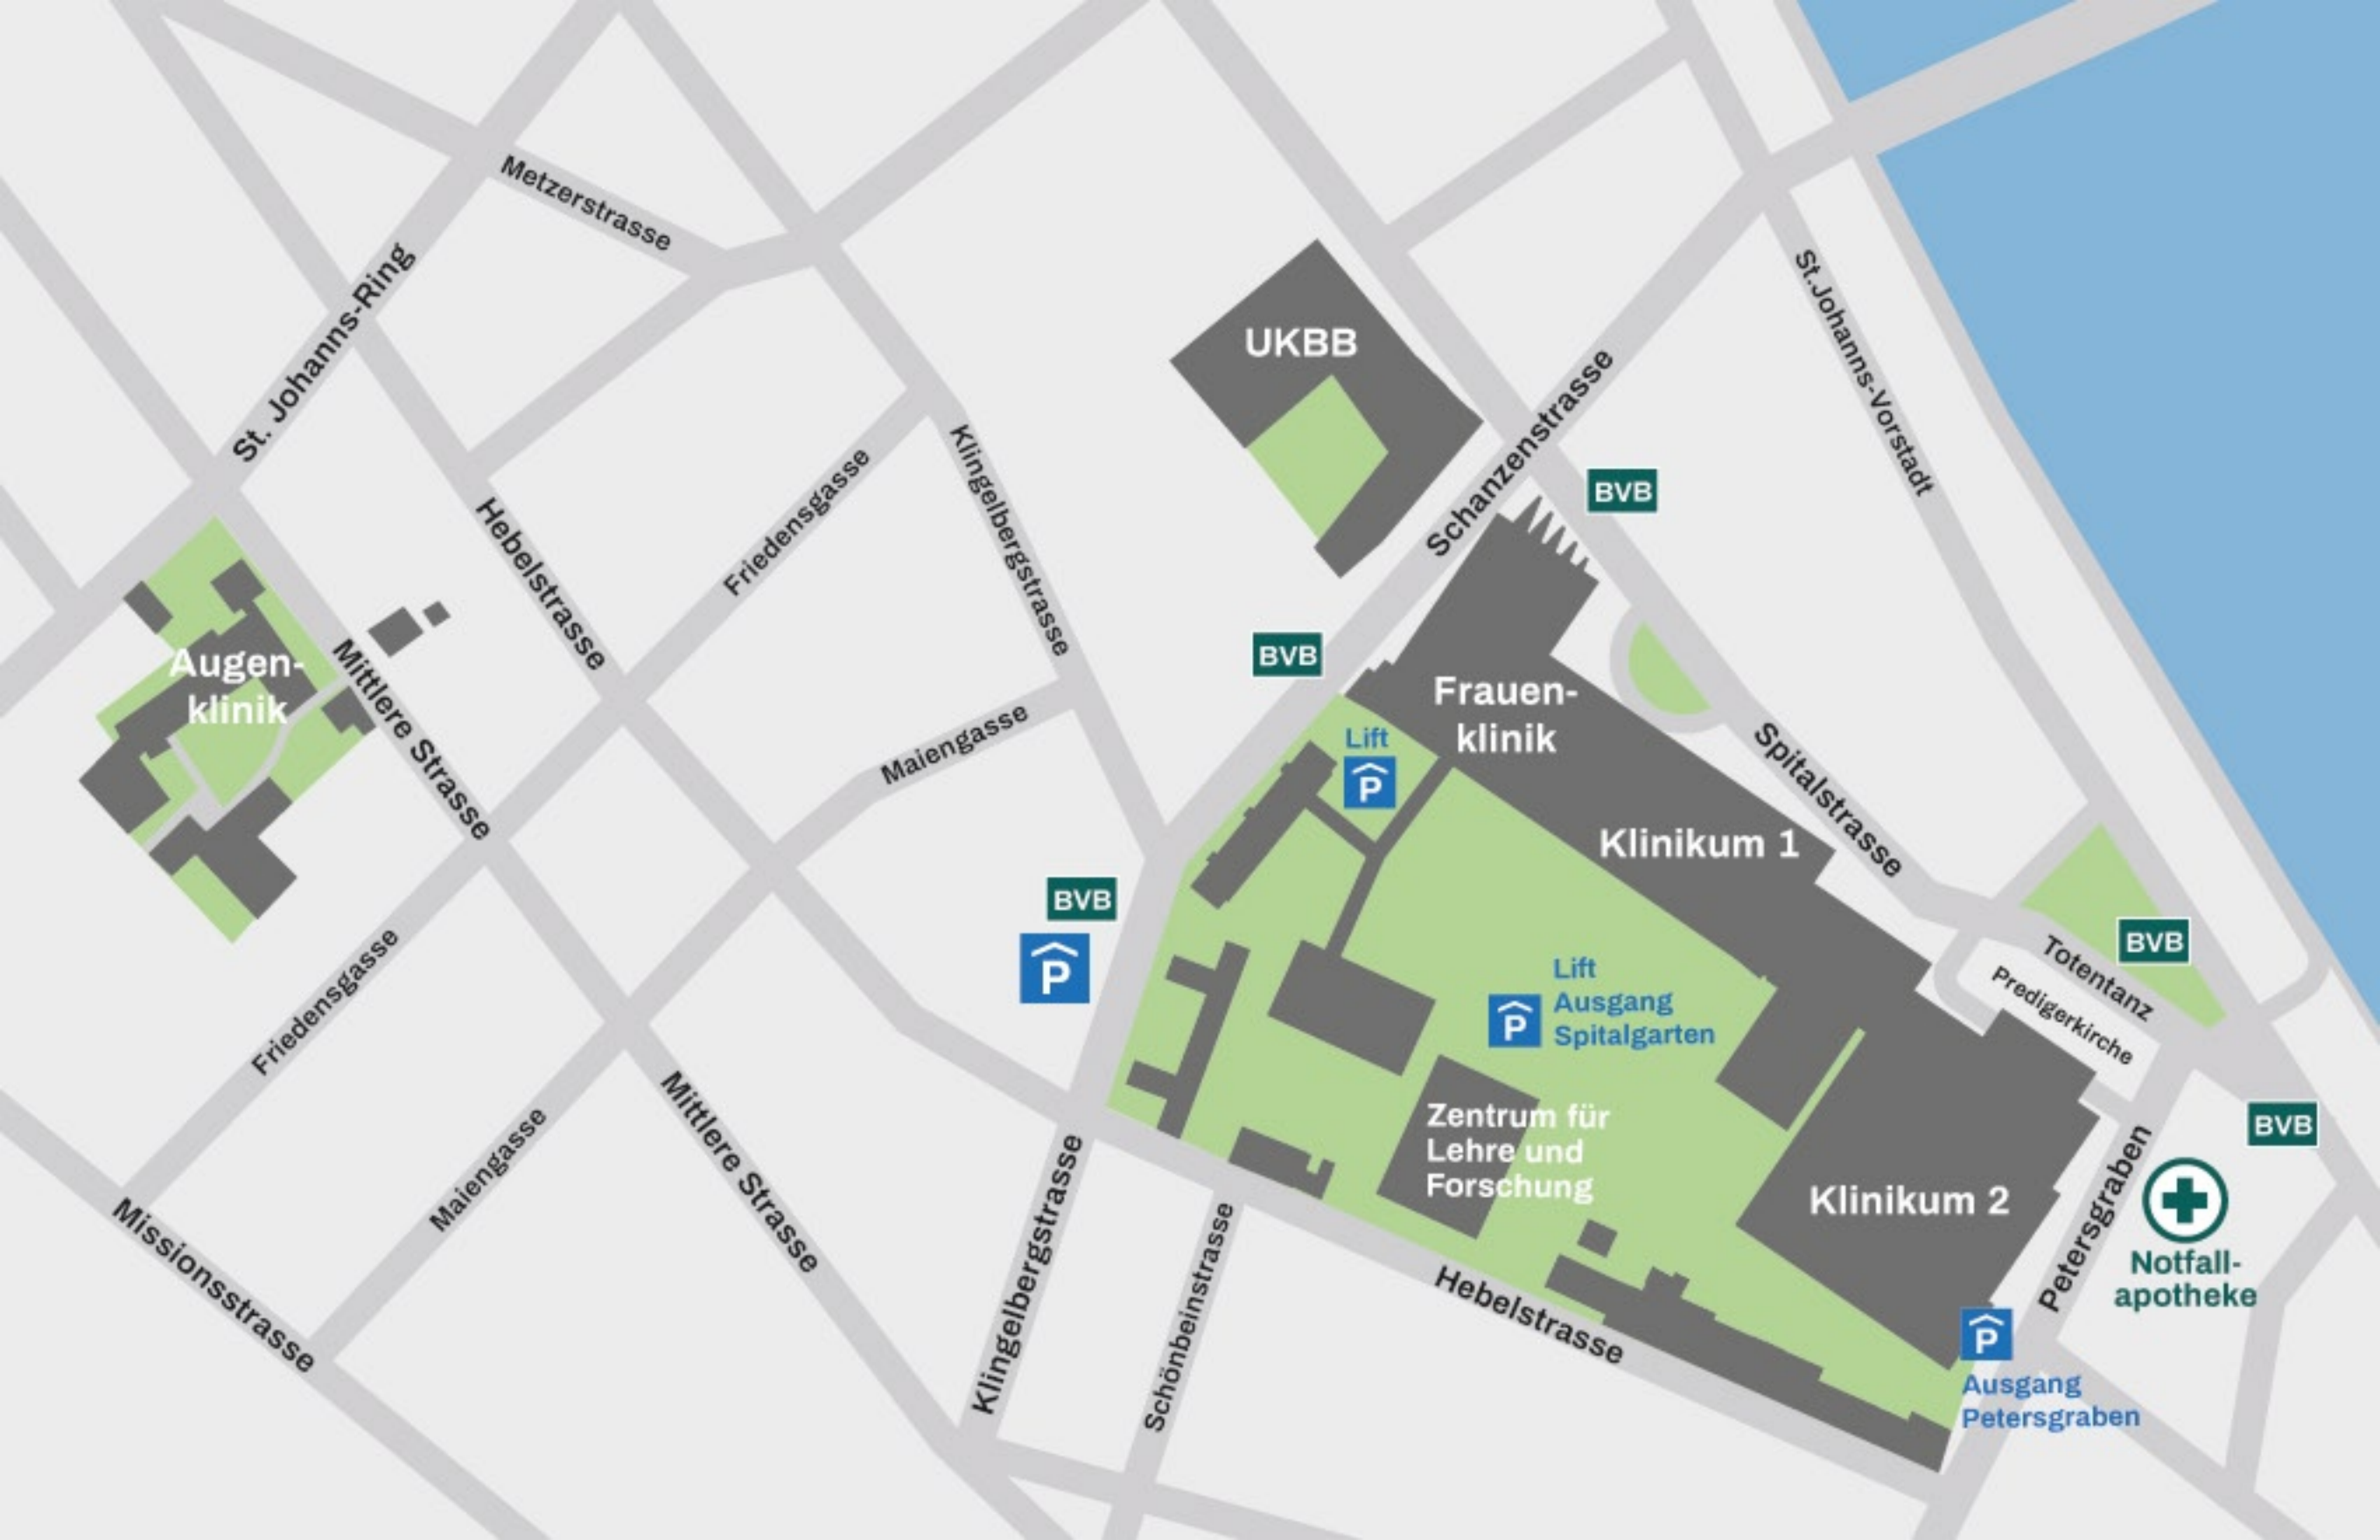 Metzerstrasse
St. Johanns-Ring
UKBB
St.Johanns-Vorstadt
Schanzenstrasse
Klingelbergstrasse
Friedensgasse
Hebelstrasse
BVB
BVB
Augen-
klinik
Mittlere Strasse
Maiengasse
Frauen-
klinik
Lift
P
Spitalstrasse
Klinikum 1
BVB
P
BVB
Totentanz
Predigerkirche
Lift
Ausgang
Spitalgarten
P
Friedensgasse
Maiengasse
Mittlere Strasse
Zentrum für
Lehre und
Forschung
BVB
Klinikum 2
Petersgraben
Notfall-
apotheke
Missionsstrasse
Klingelbergstrasse
Schönbeinstrasse
Hebelstrasse
P
Ausgang
Petersgraben